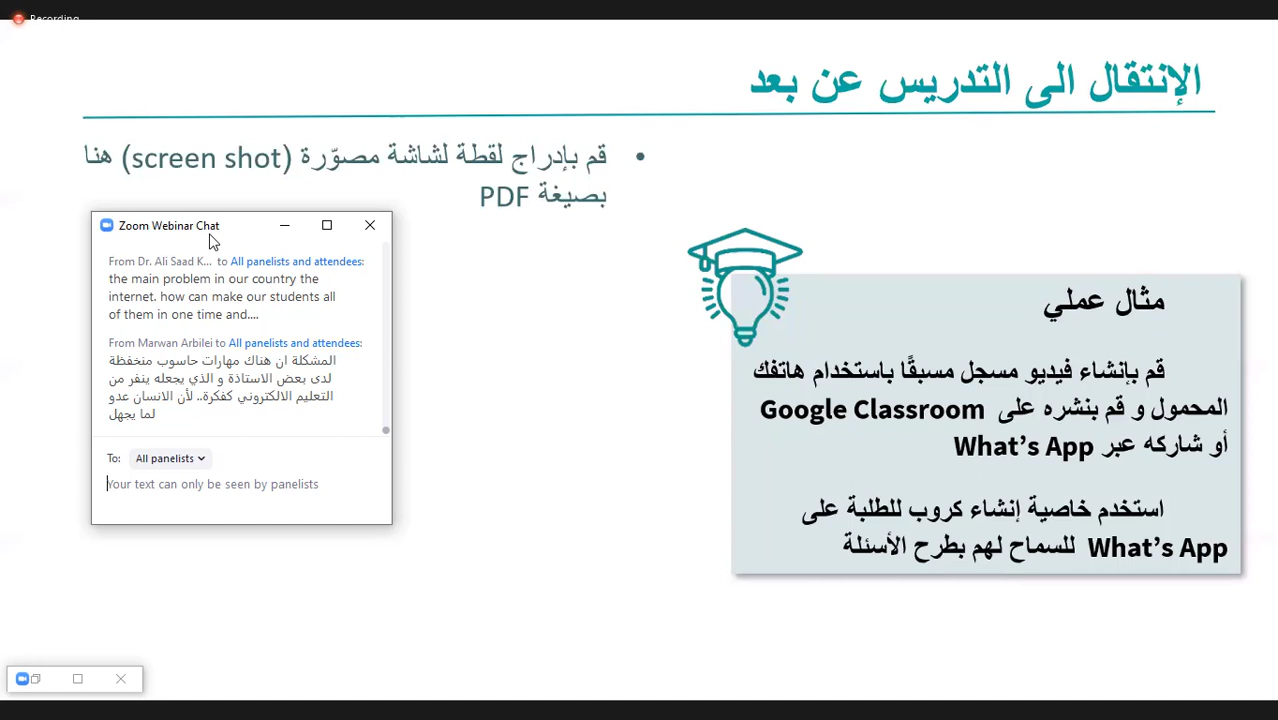 Recording
الإنتقال الى التدريس عن بعد
• قم بإدراج لقطة لشاشة مصوّرة (screen shot) هنا
بصيغة PDF
Zoom Webinar Chat
From Dr. Ali Saad K... to All panelists and attendees:
the main problem in our country the
internet. how can make our students all
of them in one time and....
From Marwan Arbilei to All panelists and attendees:
المشكلة ان هناك مهارات حاسوب منخفظة
لدى بعض الاستاذة و الذي يجعله ينفر من
التعليم الالكتروني كفكرة.. لأن الانسان عدو
لما يجهل
To: All panelists
Your text can only be seen by panelists
مثال عملي
قم بإنشاء فيديو مسجل مسبقًا باستخدام هاتفك
المحمول و قم بنشره على Google Classroom
أو شاركه عبر What’s App
استخدم خاصية إنشاء كروب للطلبة على
What’s App للسماح لهم بطرح الأسئلة